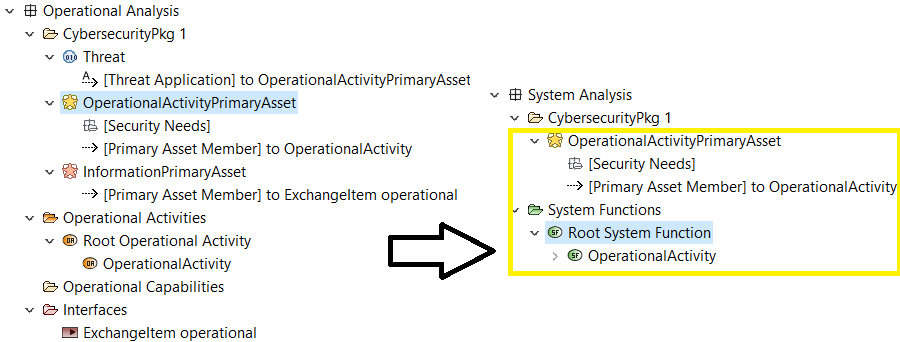 Operational Analysis
CybersecurityPkg 1
Threat
[Threat Application] to OperationalActivityPrimaryAsset
OperationalActivityPrimaryAsset
[Security Needs]
[Primary Asset Member] to OperationalActivity
InformationPrimaryAsset
[Primary Asset Member] to ExchangeItem operational
Operational Activities
Root Operational Activity
OperationalActivity
Operational Capabilities
Interfaces
ExchangeItem operational
System Analysis
CybersecurityPkg 1
OperationalActivityPrimaryAsset
[Security Needs]
[Primary Asset Member] to OperationalActivity
System Functions
Root System Function
OperationalActivity